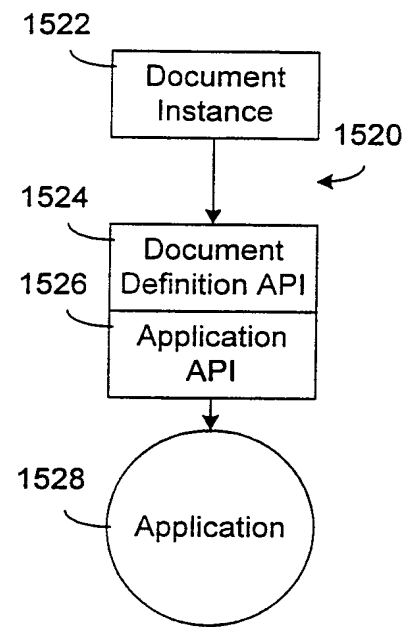 1522
Document
Instance
1520
1524
Document
Definition API
1526
Application
API
1528
Application